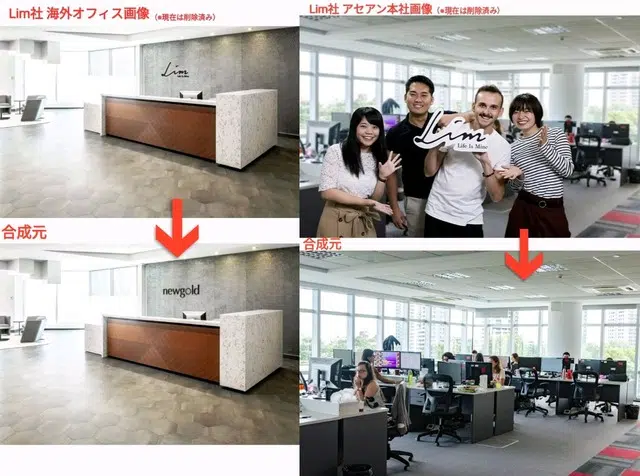 Lim社 海外オフィス画像（※現在は削除済み）
Lim
合成元
newgold
Lim社 アセアン本社画像（※現在は削除済み）
Lim
Life Is Mine
合成元